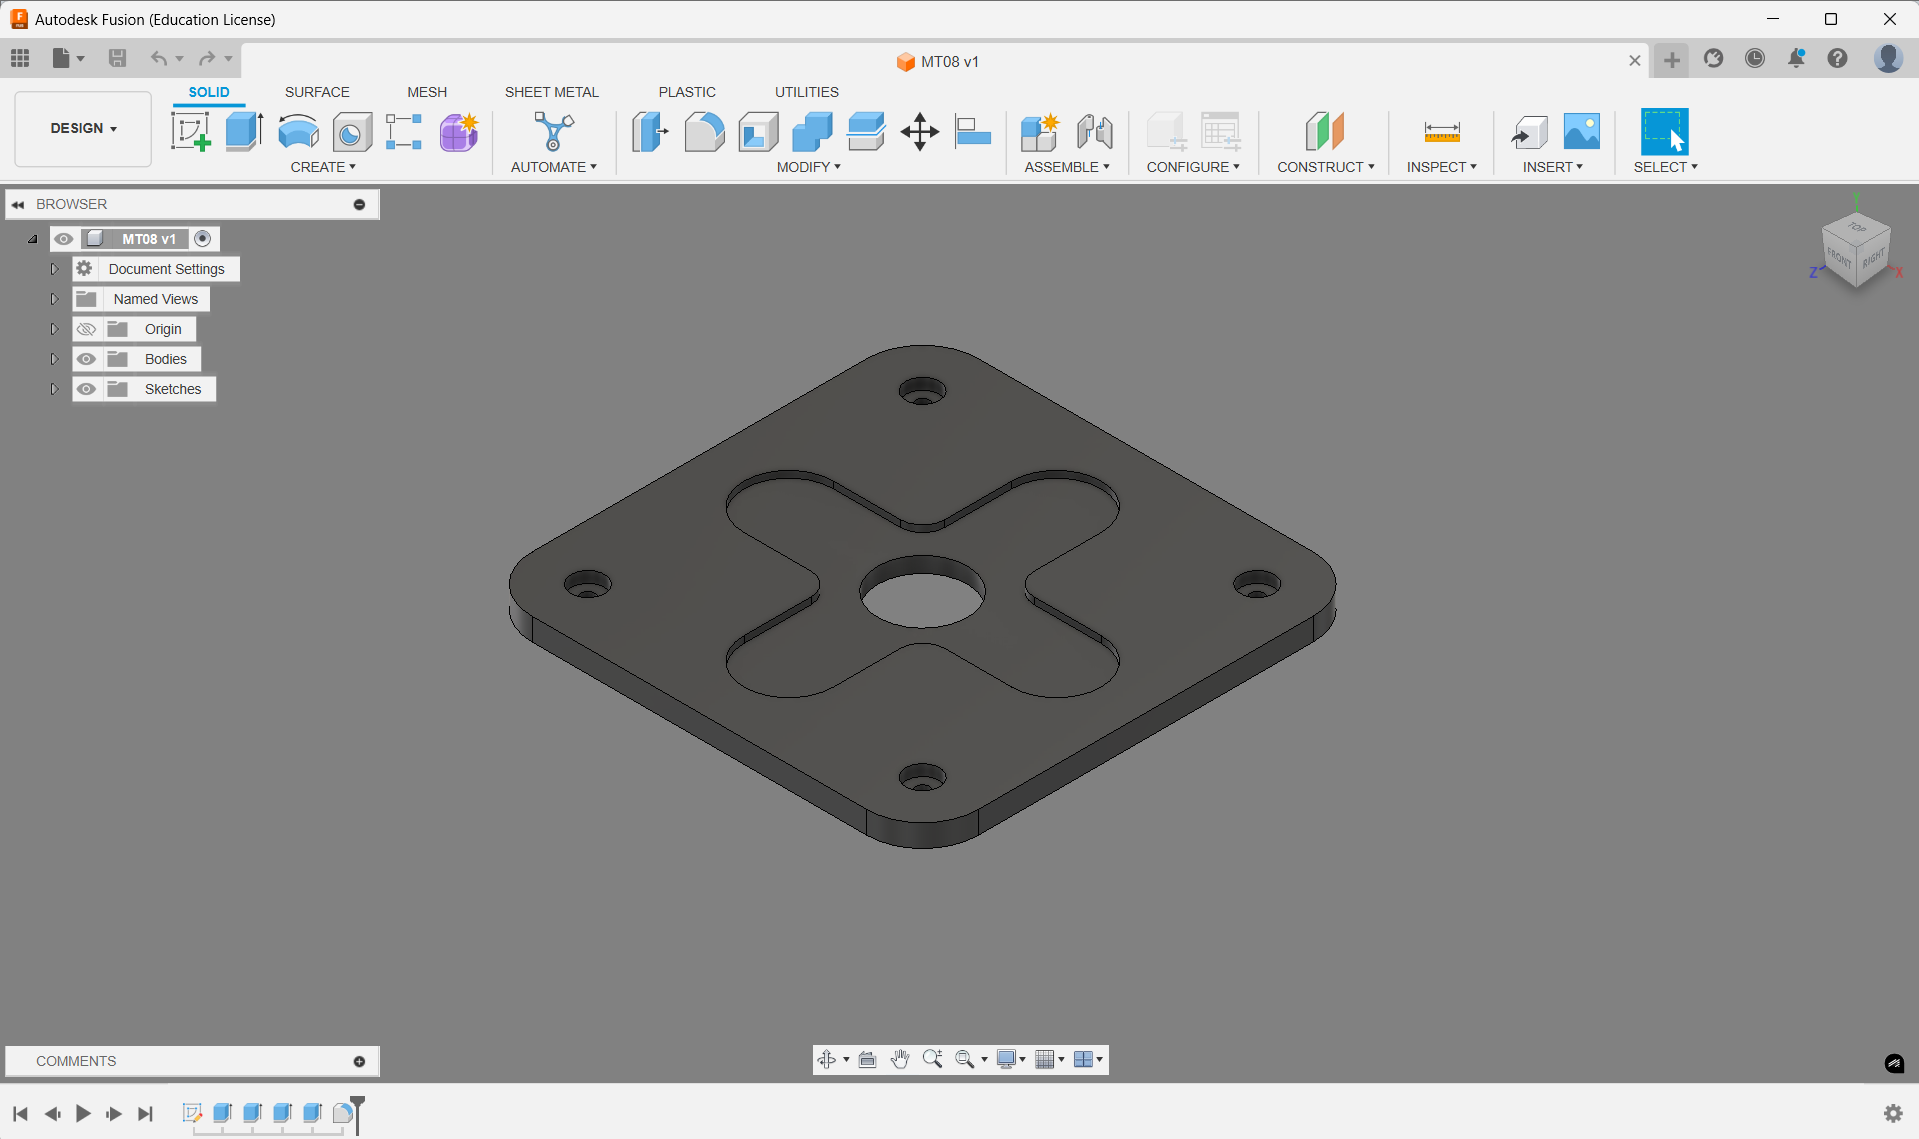 Autodesk Fusion (Education License)
MT08 v1
SOLID SURFACE MESH SHEET METAL PLASTIC UTILITIES
DESIGN
CREATE AUTOMATE MODIFY ASSEMBLE CONFIGURE CONSTRUCT INSPECT INSERT SELECT
BROWSER
MT08 v1
Document Settings
Named Views
Origin
Bodies
Sketches
Y
TOP
FRONT RIGHT
Z X
COMMENTS